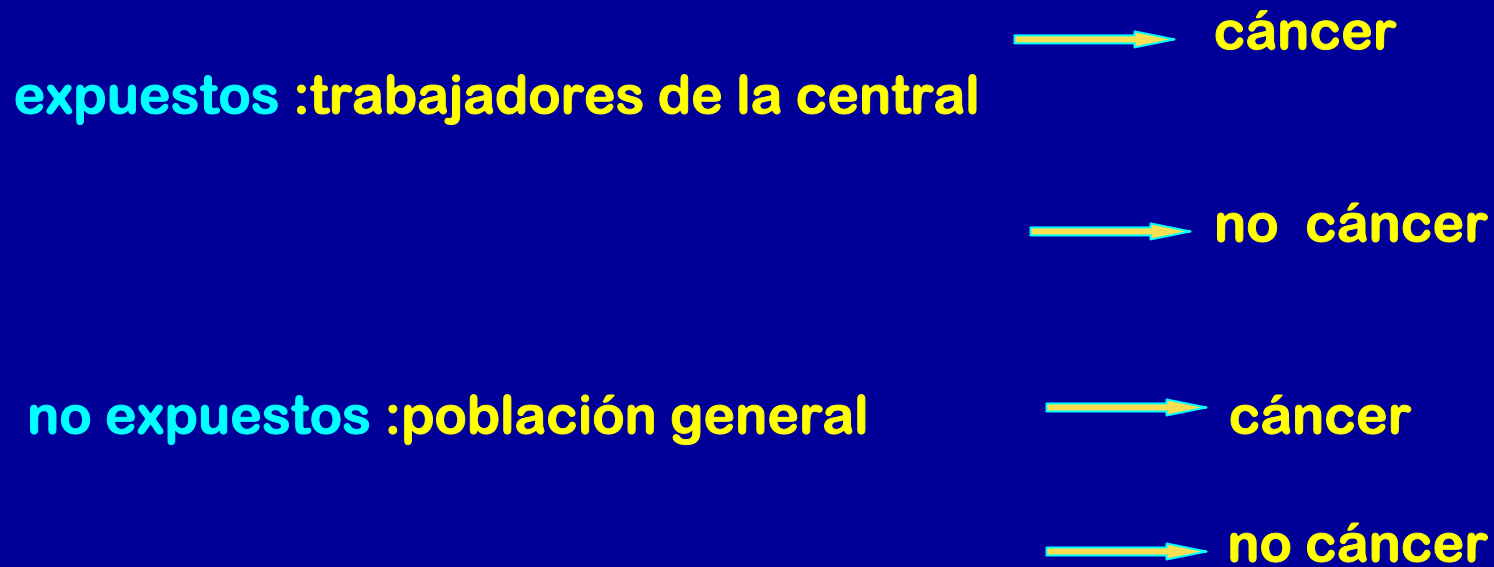 cáncer
expuestos :trabajadores de la central
no cáncer
no expuestos :población general cáncer
no cáncer